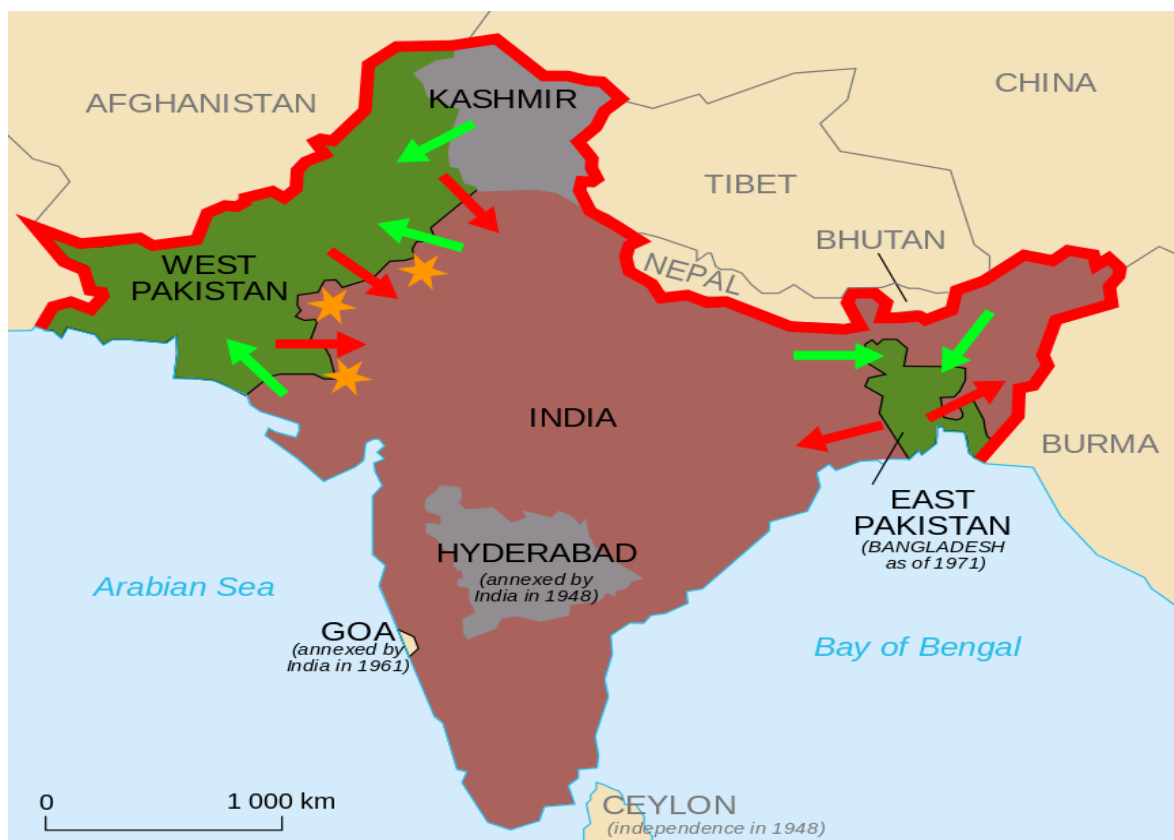 AFGHANISTAN
KASHMIR
CHINA
TIBET
BHUTAN
NEPAL
WEST
PAKISTAN
INDIA
BURMA
EAST
PAKISTAN
(BANGLADESH
as of 1971)
HYDERABAD
(annexed by
India in 1948)
Arabian Sea
GOA
(annexed by
India in 1961)
Bay of Bengal
0 1 000 km
CEYLON
(independence in 1948)